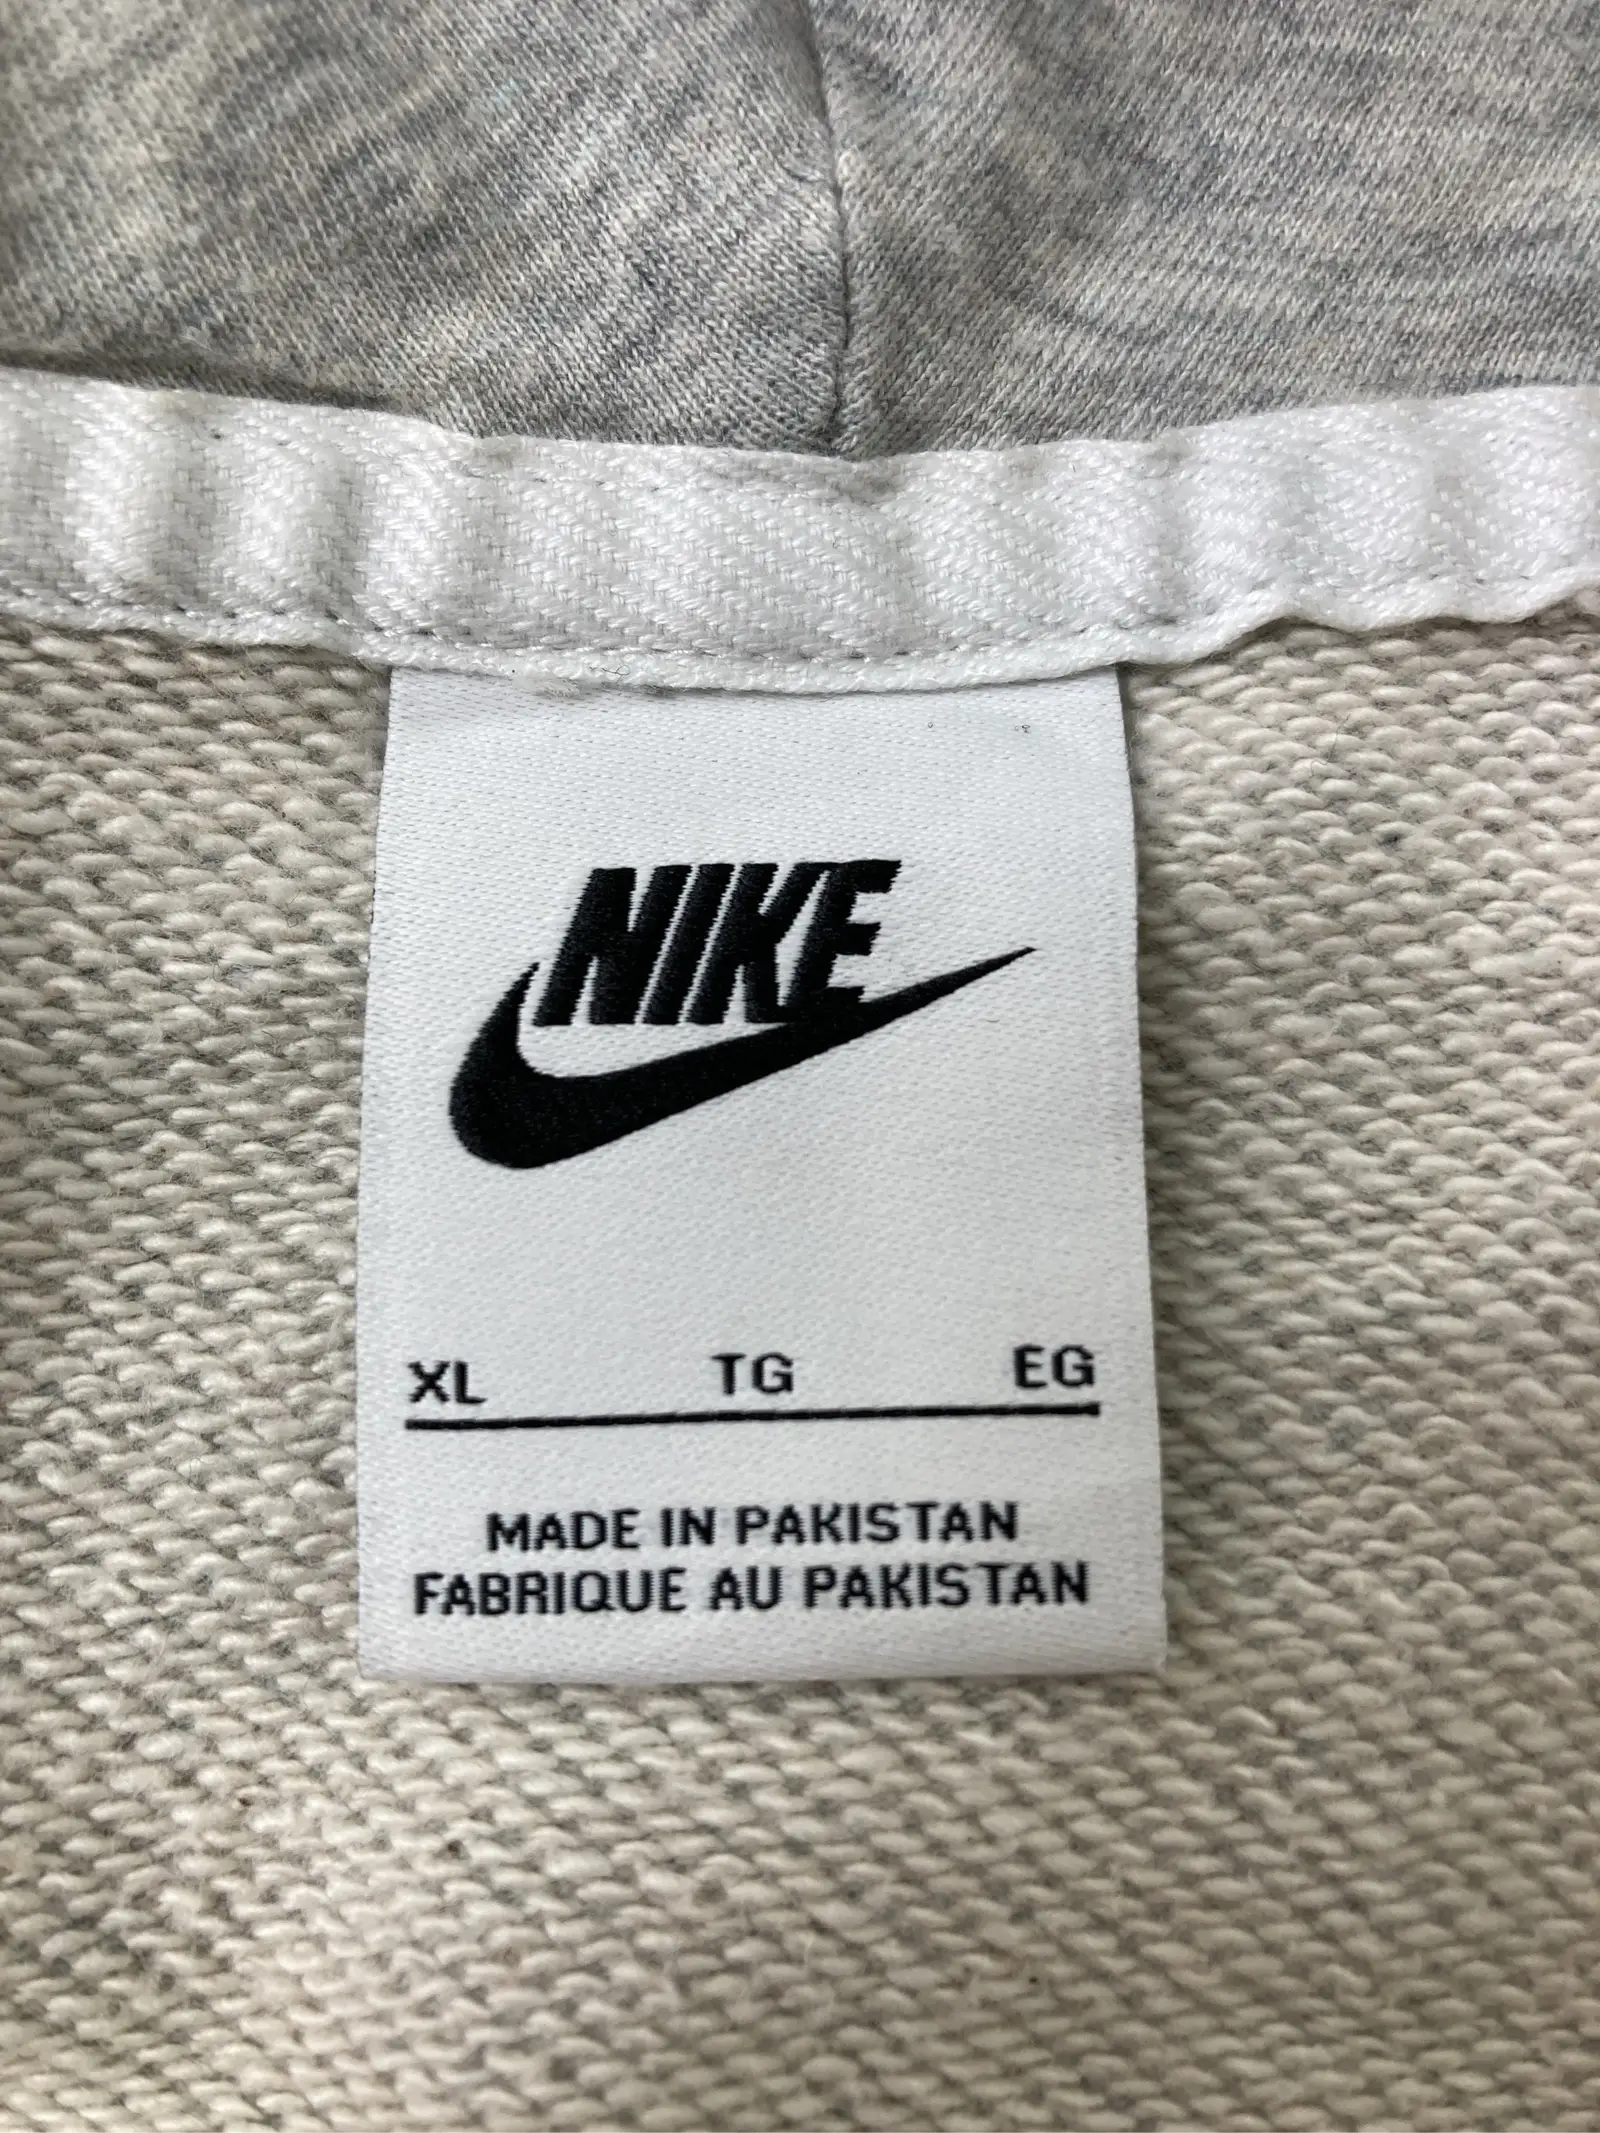 NIKE
XL TG EG
MADE IN PAKISTAN
FABRIQUE AU PAKISTAN